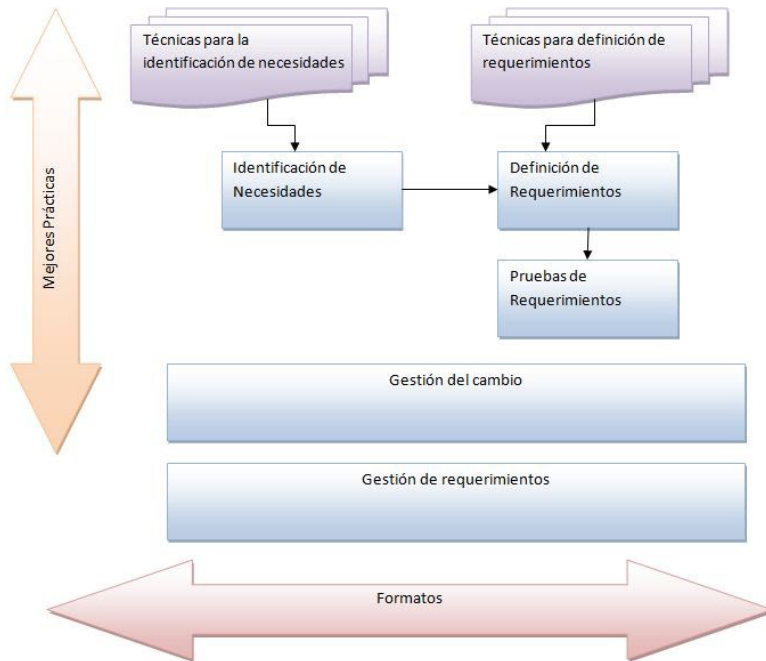 Técnicas para la
identificación de necesidades
Técnicas para definición de
requerimientos
Identificación de
Necesidades
Definición de
Requerimientos
Mejores Prácticas
Pruebas de
Requerimientos
Gestión del cambio
Gestión de requerimientos
Formatos